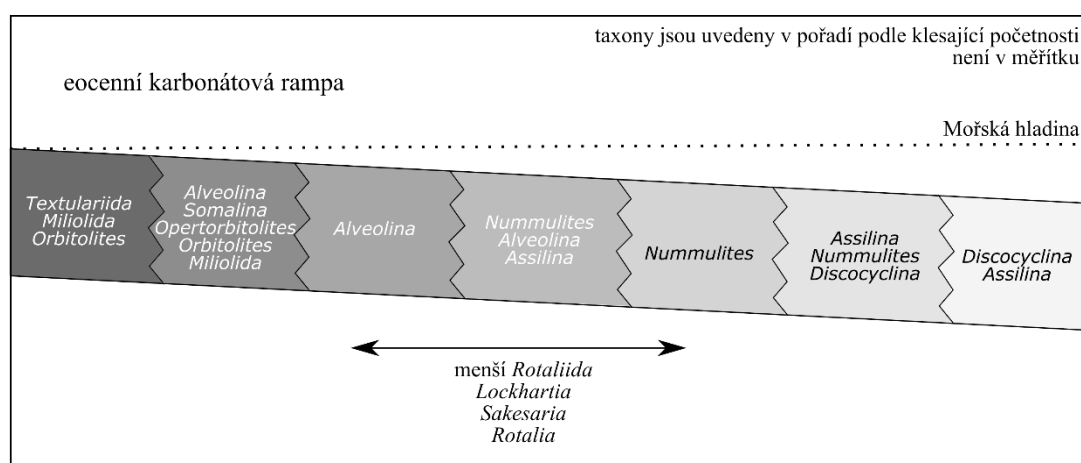 taxony jsou uvedeny v pořadí podle klesající početnosti
není v měřítku
eocenní karbonátová rampa
Mořská hladina
Textulariida
Miliolida
Orbitolites
Alveolina
Somalina
Opertorbitolites
Orbitolites
Miliolida
Alveolina
Nummulites
Alveolina
Assilina
Nummulites
Assilina
Nummulites
Discocyclina
Discocyclina
Assilina
menší Rotaliida
Lockhartia
Sakesaria
Rotalia